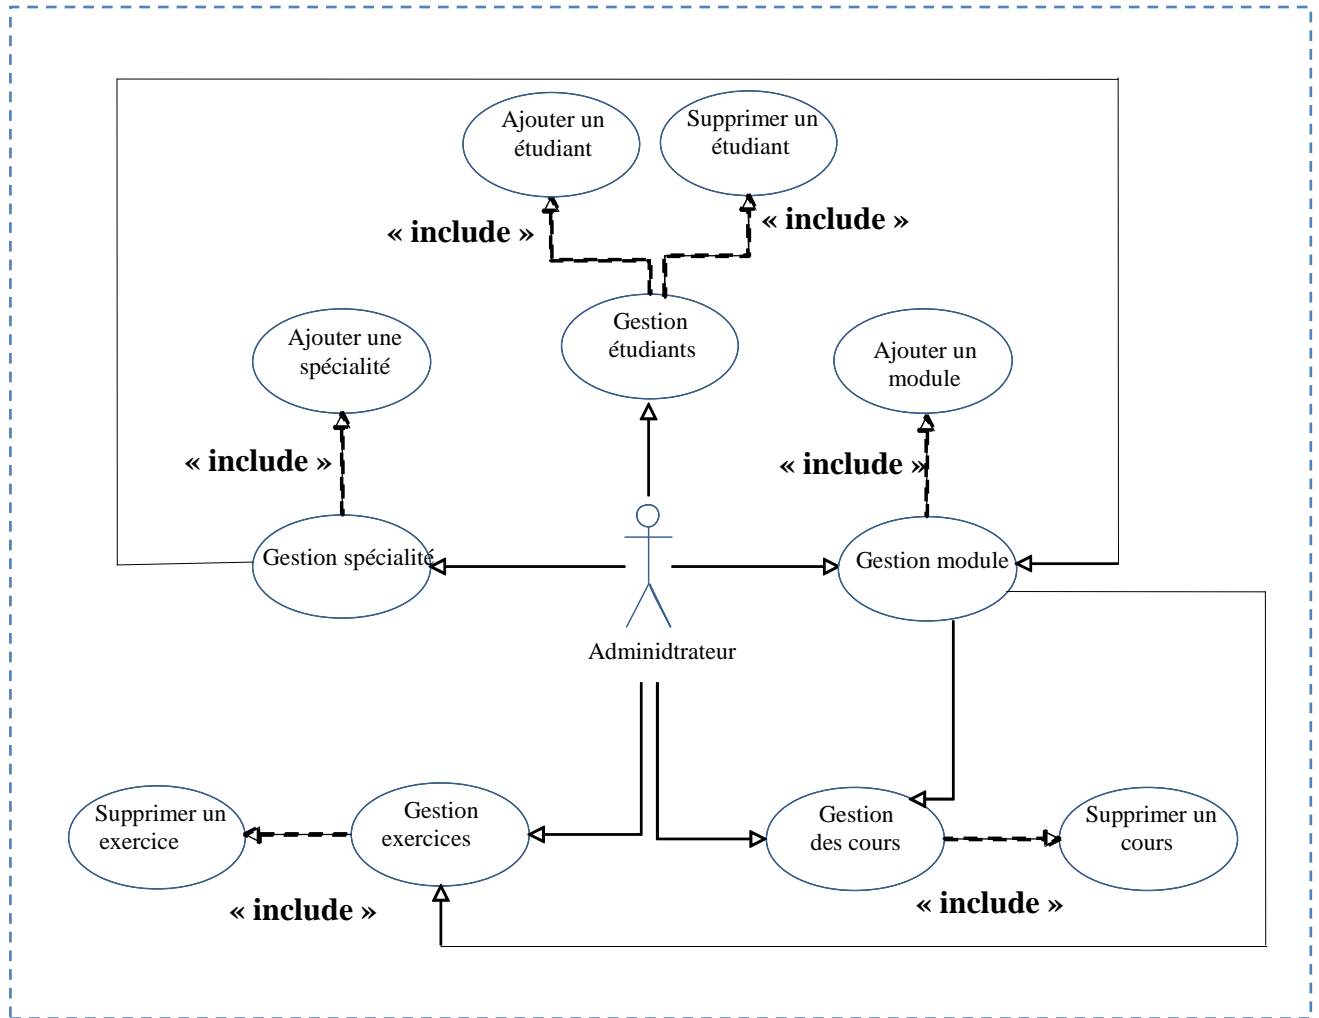 Ajouter un
étudiant
Supprimer un
étudiant
« include »
« include »
Gestion
étudiants
Ajouter une
spécialité
Ajouter un
module
« include »
« include »
Gestion spécialité
Gestion module
Adminidtrateur
Supprimer un
exercice
Gestion
exercices
Gestion
des cours
Supprimer un
cours
« include »
« include »